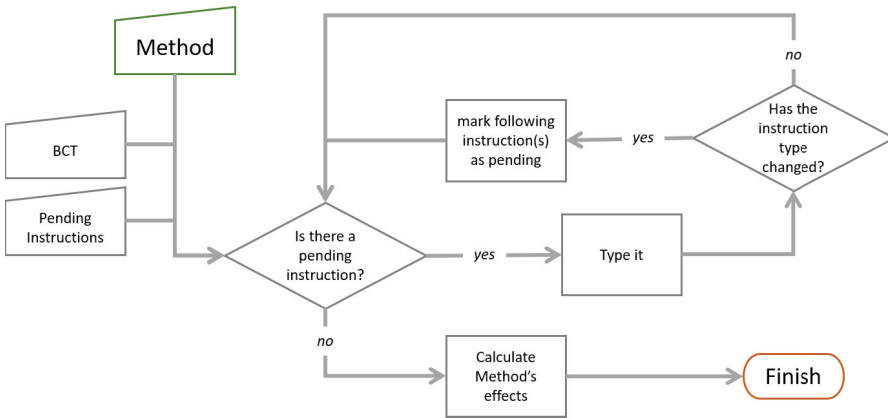 Method
no
BCT
mark following
instruction(s)
as pending
yes
Has the
instruction
type
changed?
Pending
Instructions
Is there a
pending
instruction?
yes
Type it
no
Calculate
Method's
effects
Finish